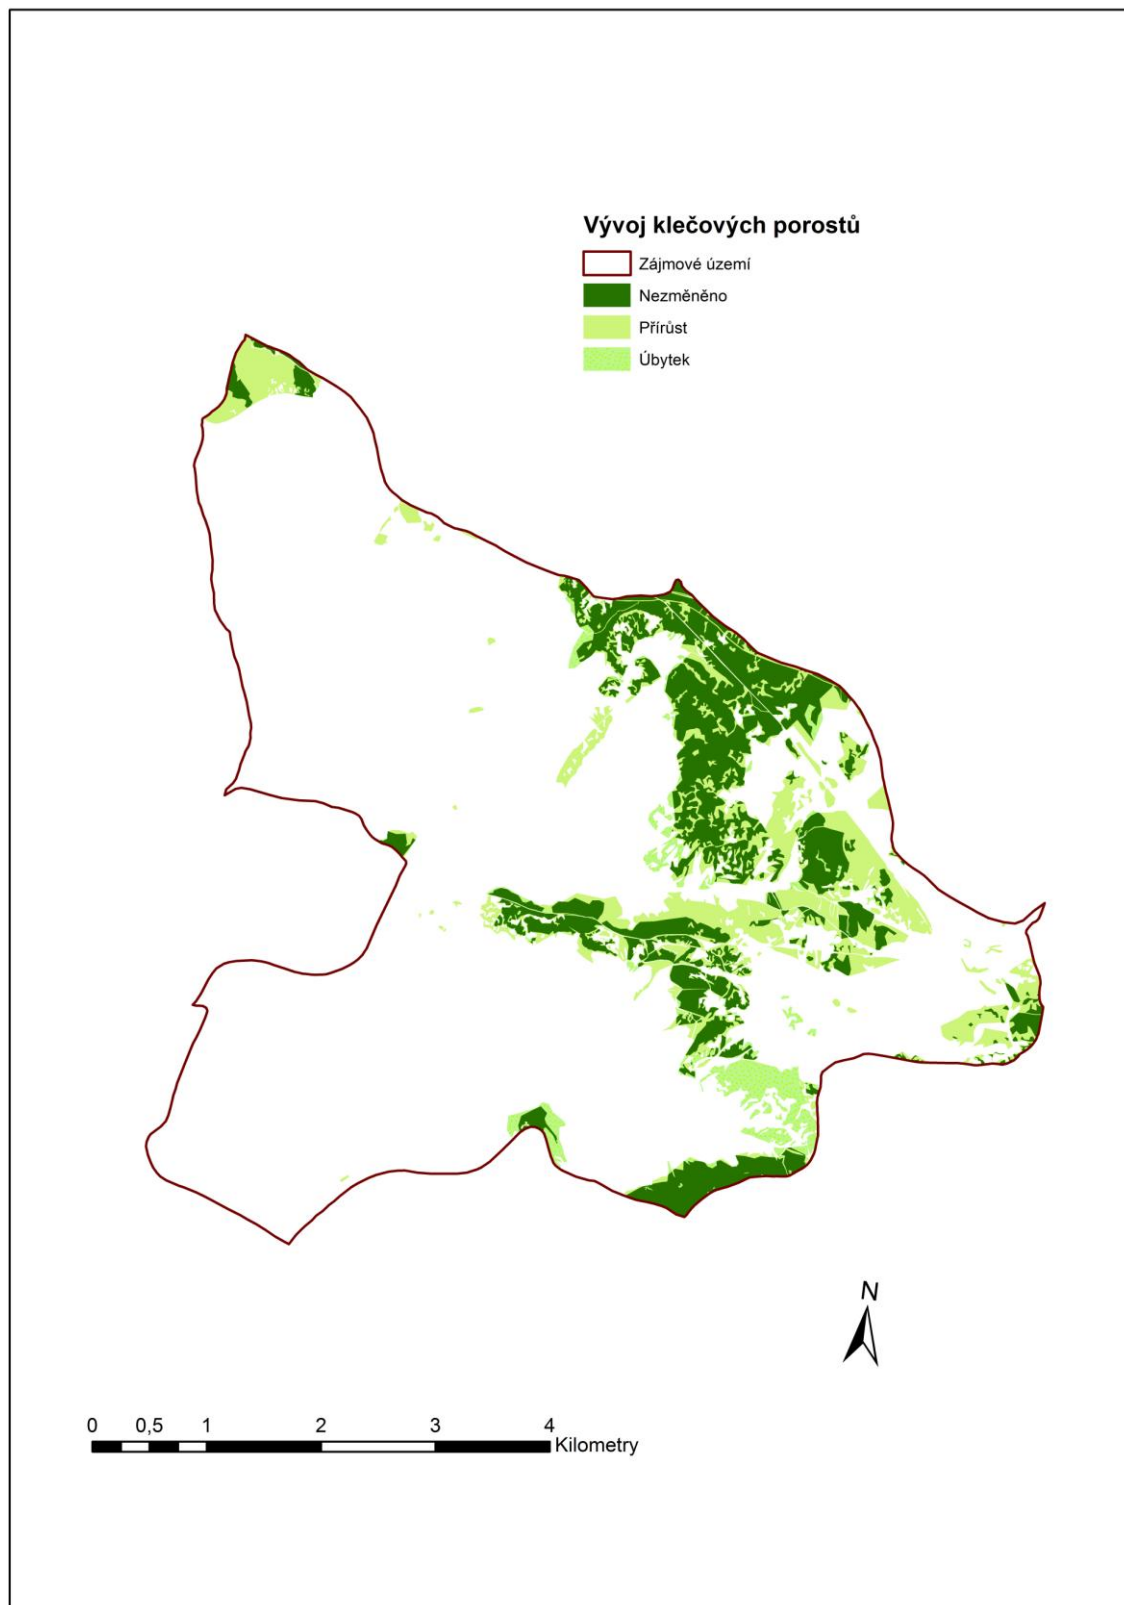 Vývoj klečových porostů
Zájmové území
Nezměněno
Přírůst
Úbytek
N
0 0,5 1 2 3 4
Kilometry